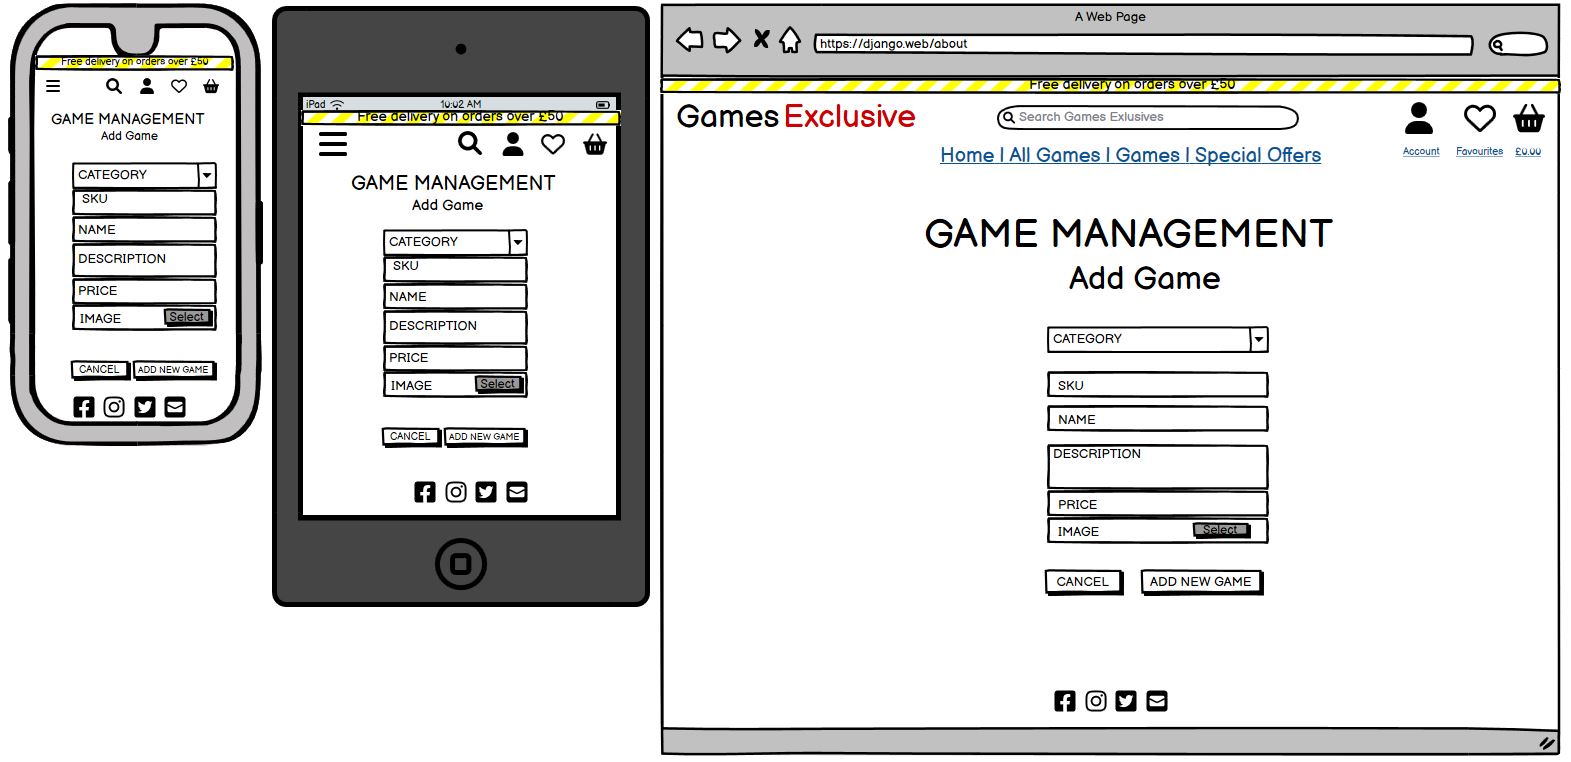 Free delivery on orders over £50
GAME MANAGEMENT
Add Game
CATEGORY
SKU
NAME
DESCRIPTION
PRICE
IMAGE Select
CANCEL ADD NEW GAME
iPad 10:02 AM
Free delivery on orders over £50
GAME MANAGEMENT
Add Game
CATEGORY
SKU
NAME
DESCRIPTION
PRICE
IMAGE Select
CANCEL ADD NEW GAME
A Web Page
https://django.web/about
Free delivery on orders over £50
Games Exclusive
Search Games Exlusives
Account Favourites £0.00
Home | All Games | Games | Special Offers
GAME MANAGEMENT
Add Game
CATEGORY
SKU
NAME
DESCRIPTION
PRICE
IMAGE Select
CANCEL ADD NEW GAME